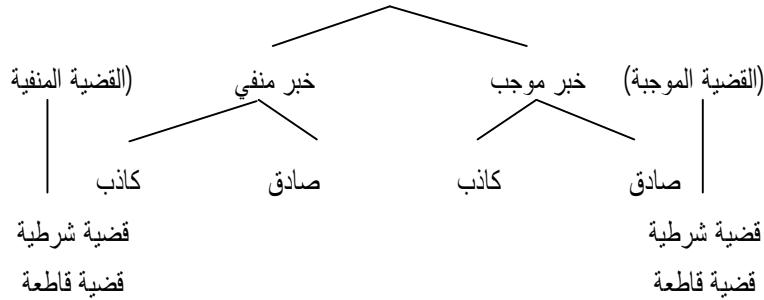 (القضية الموجبة) خبر موجب خبر منفي (القضية المنفية
صادق كاذب صادق كاذب
قضية شرطية قضية شرطية
قضية قاطعة قضية قاطعة